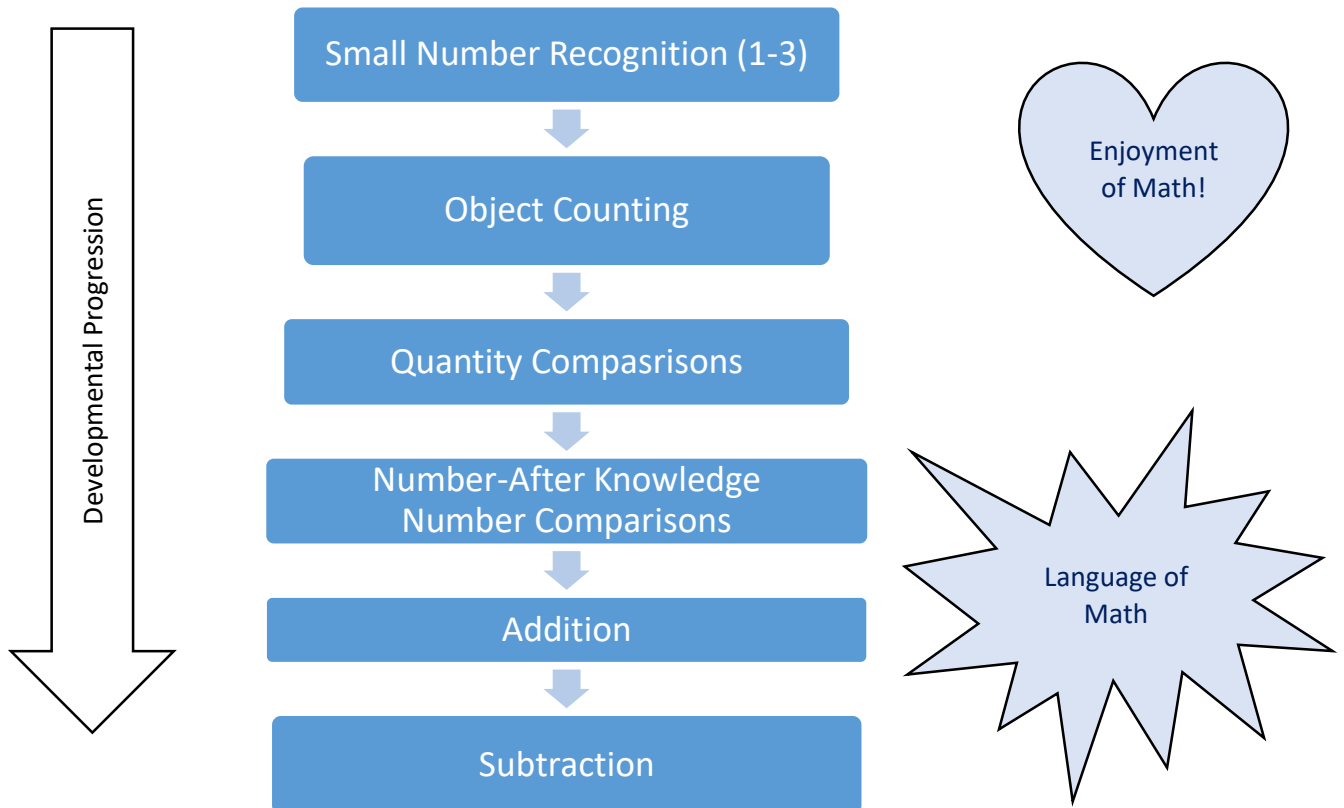 Developmental Progression
Small Number Recognition (1-3)
Object Counting
Quantity Compasrisons
Number-After Knowledge
Number Comparisons
Addition
Subtraction
Enjoyment
of Math!
Language of
Math